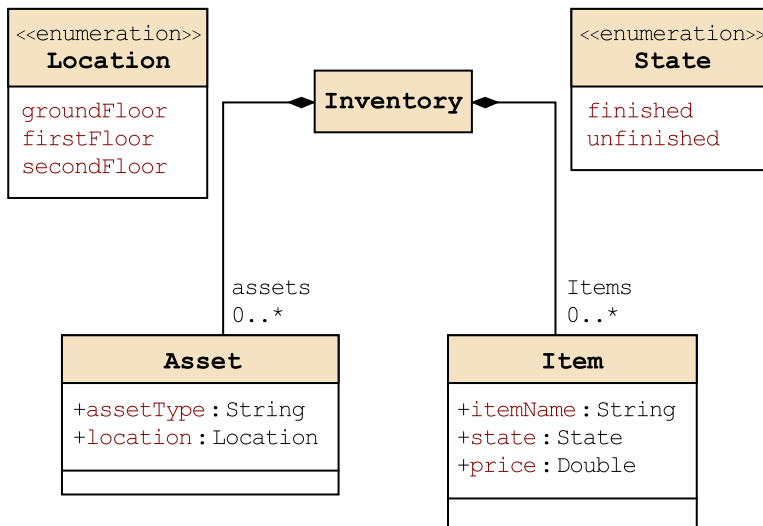 <<enumeration>>
Location
groundFloor
firstFloor
secondFloor
Inventory
<<enumeration>>
State
finished
unfinished
assets
0..*
Items
0..*
Asset
+assetType:String
+location:Location
Item
+itemName:String
+state:State
+price:Double